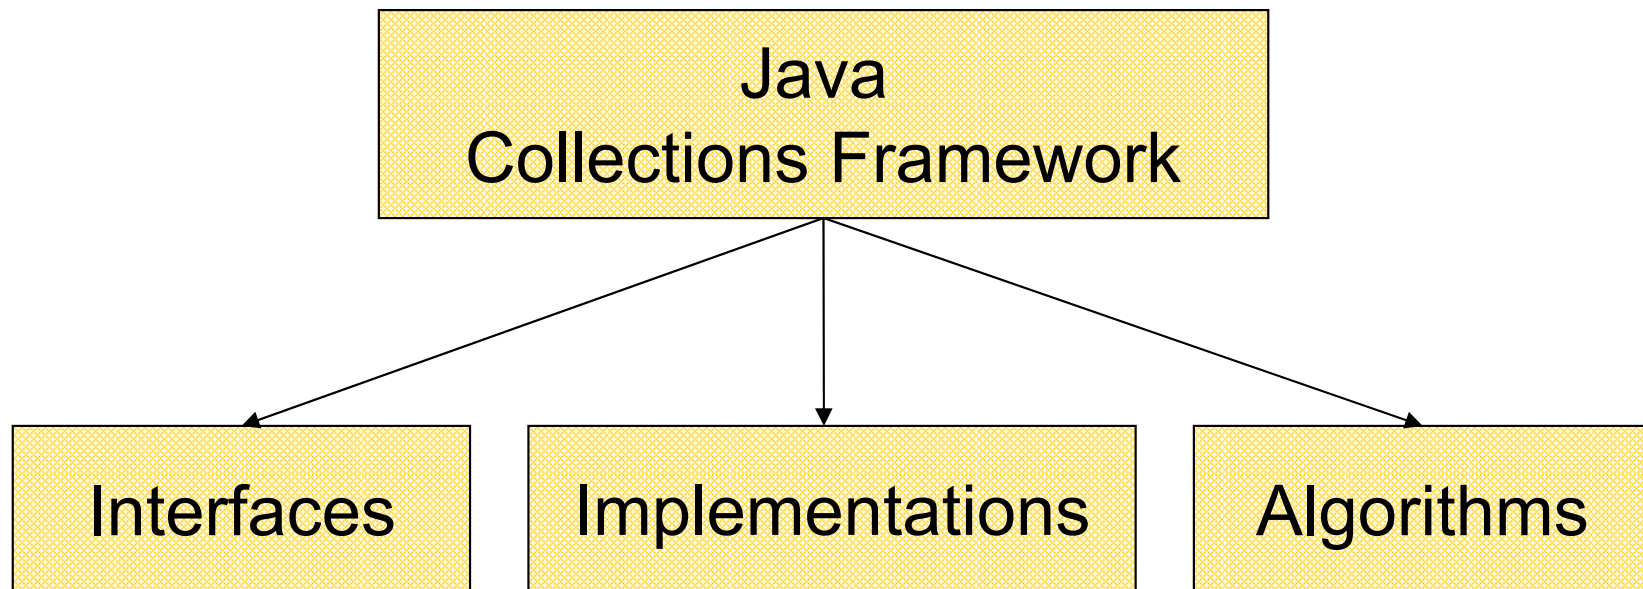 Java
Collections Framework
Interfaces
Implementations
Algorithms